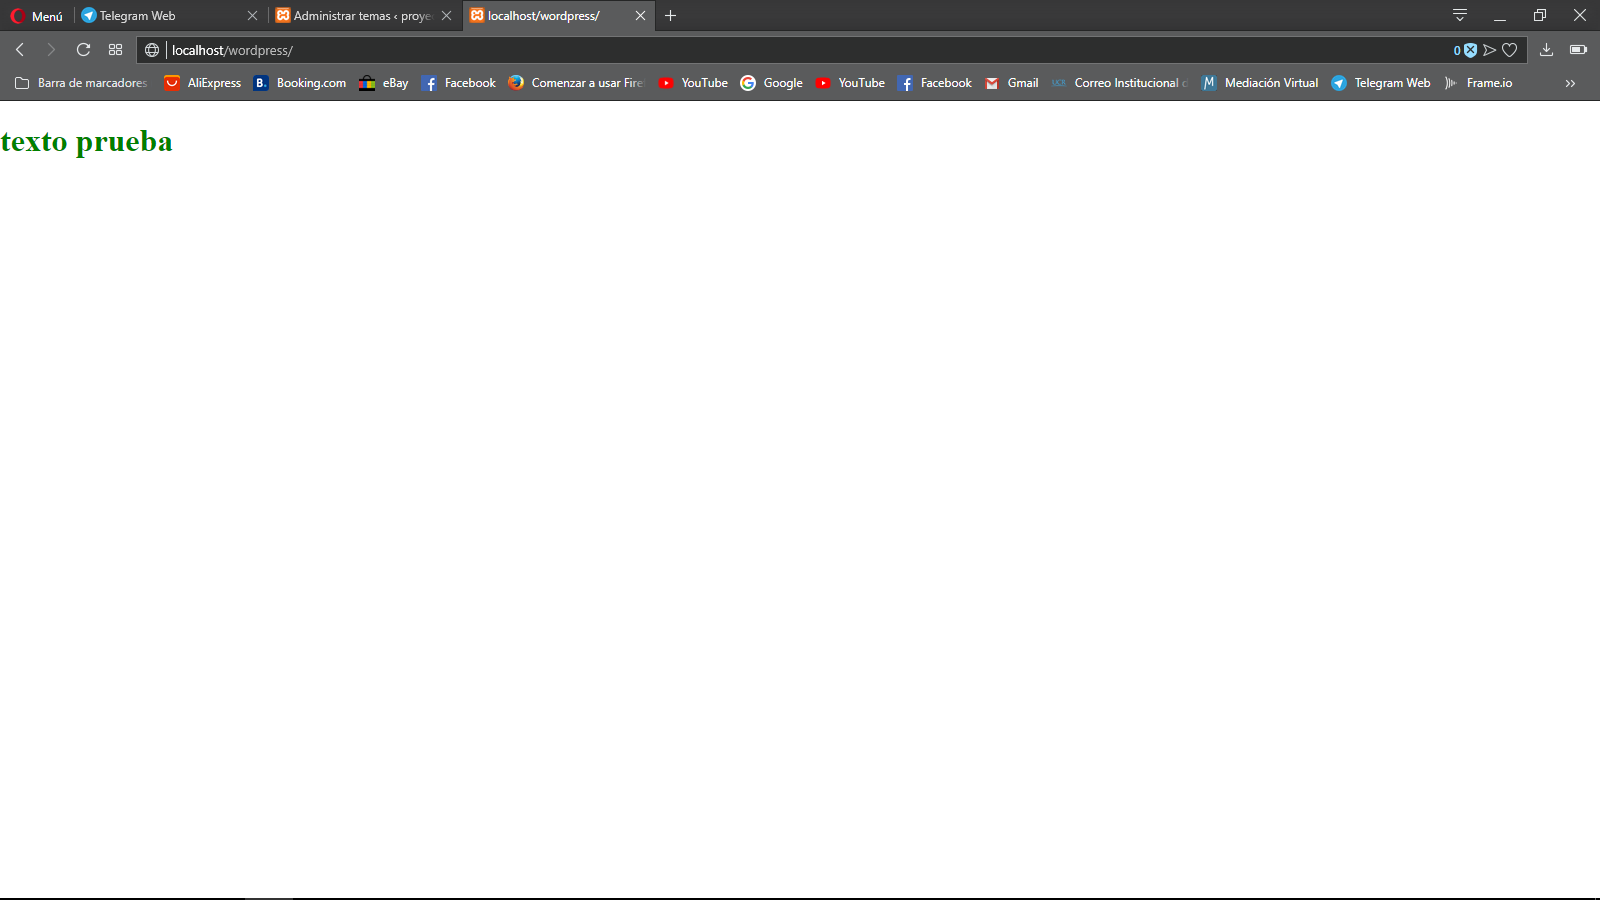 Menú
Telegram Web
Administrar temas ‹ proye
localhost/wordpress/
localhost/wordpress/
0
Barra de marcadores
AliExpress
B. Booking.com
eBay
Facebook
Comenzar a usar Fire
YouTube
Google
YouTube
Facebook
Gmail
UCR Correo Institucional d
M Mediación Virtual
Telegram Web
Frame.io
texto prueba